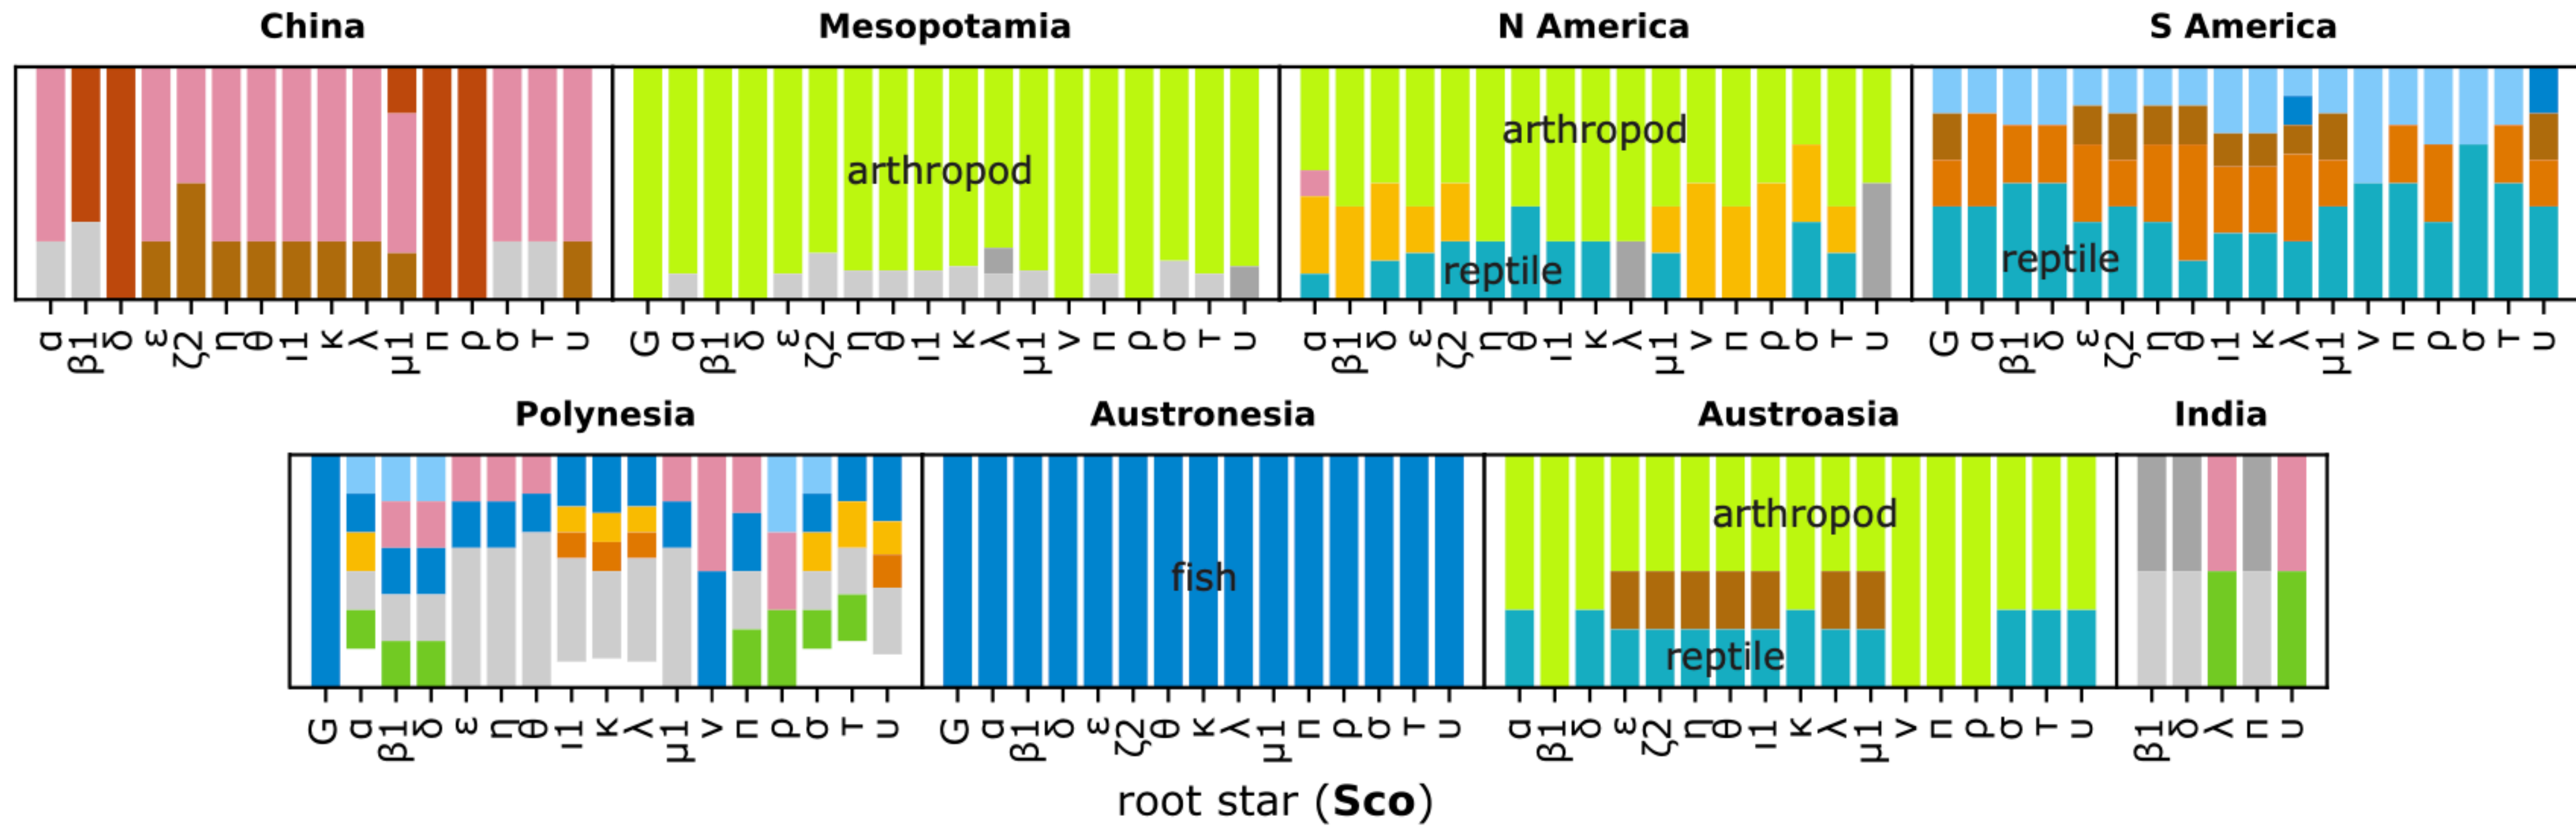 China Mesopotamia N America S America
arthropod
arthropod
reptile
reptile
α β1 δ ε ζ2 η θ ι1 κ λ μ1 π ρ σ τ υ G α β1 δ ε ζ2 η θ ι1 κ λ μ1 ν π ρ σ τ υ α β1 δ ε ζ2 η θ ι1 κ λ μ1 ν π ρ σ τ υ G α β1 δ ε ζ2 η θ ι1 κ λ μ1 ν π ρ σ τ υ
Polynesia Austronesia Austroasia India
arthropod
fish
reptile
G α β1 δ ε η θ ι1 κ λ μ1 ν π ρ σ τ υ G α β1 δ ε ζ2 θ κ λ μ1 π ρ σ τ υ α β1 δ ε ζ2 η θ ι1 κ λ μ1 ν π ρ σ τ υ β1 δ λ π υ
root star (Sco)